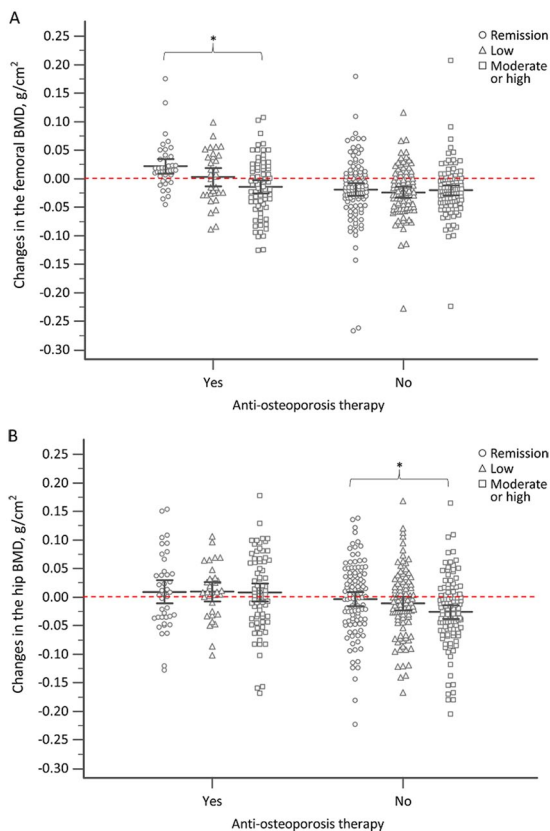 A
Remission
Low
Moderate
or high
*
Changes in the femoral BMD, g/cm²
0.25
0.20
0.15
0.10
0.05
0.00
-0.05
-0.10
-0.15
-0.20
-0.25
-0.30
Yes
No
Anti-osteoporosis therapy
B
Remission
Low
Moderate
or high
*
Changes in the hip BMD, g/cm²
0.25
0.20
0.15
0.10
0.05
0.00
-0.05
-0.10
-0.15
-0.20
-0.25
-0.30
Yes
No
Anti-osteoporosis therapy